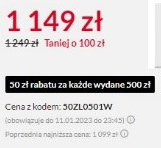 1 149 zł
1 249 zł Taniej o 100 zł
50 zł rabatu za każde wydane 500 zł
Cena z kodem: 50ZL0501W
(obowiązuje do 11.01.2023 do 23:45)
Poprzednia najniższa cena: 1 099 zł